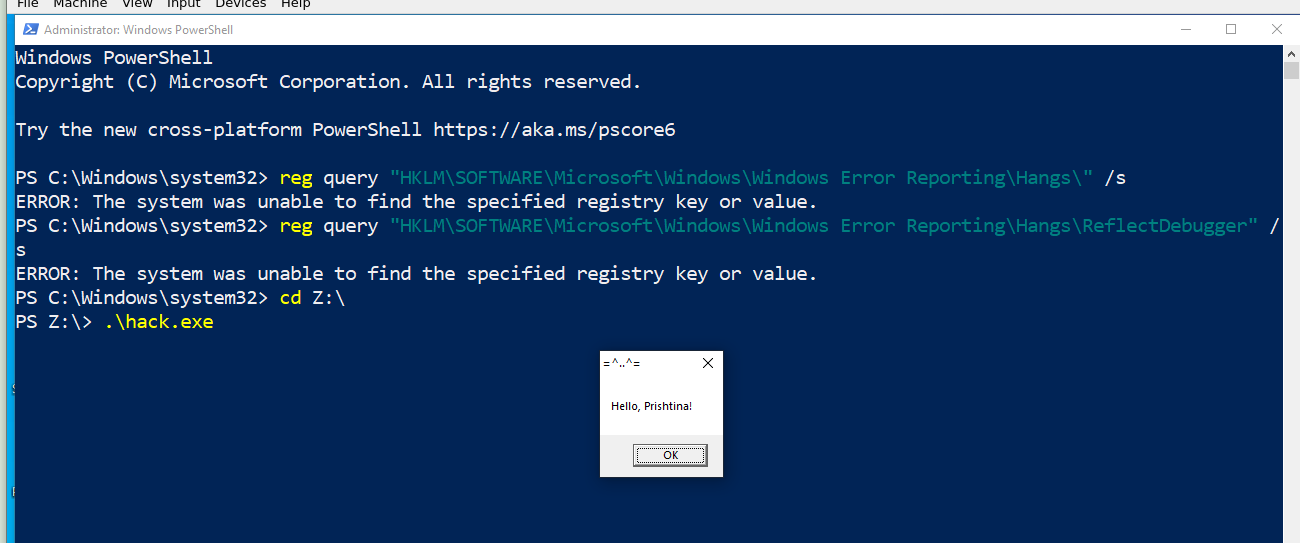 File Machine View Input Devices Help
Administrator: Windows PowerShell
Windows PowerShell
Copyright (C) Microsoft Corporation. All rights reserved.
Try the new cross-platform PowerShell https://aka.ms/pscore6
PS C:\Windows\system32> reg query "HKLM\SOFTWARE\Microsoft\Windows\Windows Error Reporting\Hangs\" /s
ERROR: The system was unable to find the specified registry key or value.
PS C:\Windows\system32> reg query "HKLM\SOFTWARE\Microsoft\Windows\Windows Error Reporting\Hangs\ReflectDebugger" /
s
ERROR: The system was unable to find the specified registry key or value.
PS C:\Windows\system32> cd Z:\
PS Z:\> .\hack.exe
=^..^=
Hello, Prishtina!
OK